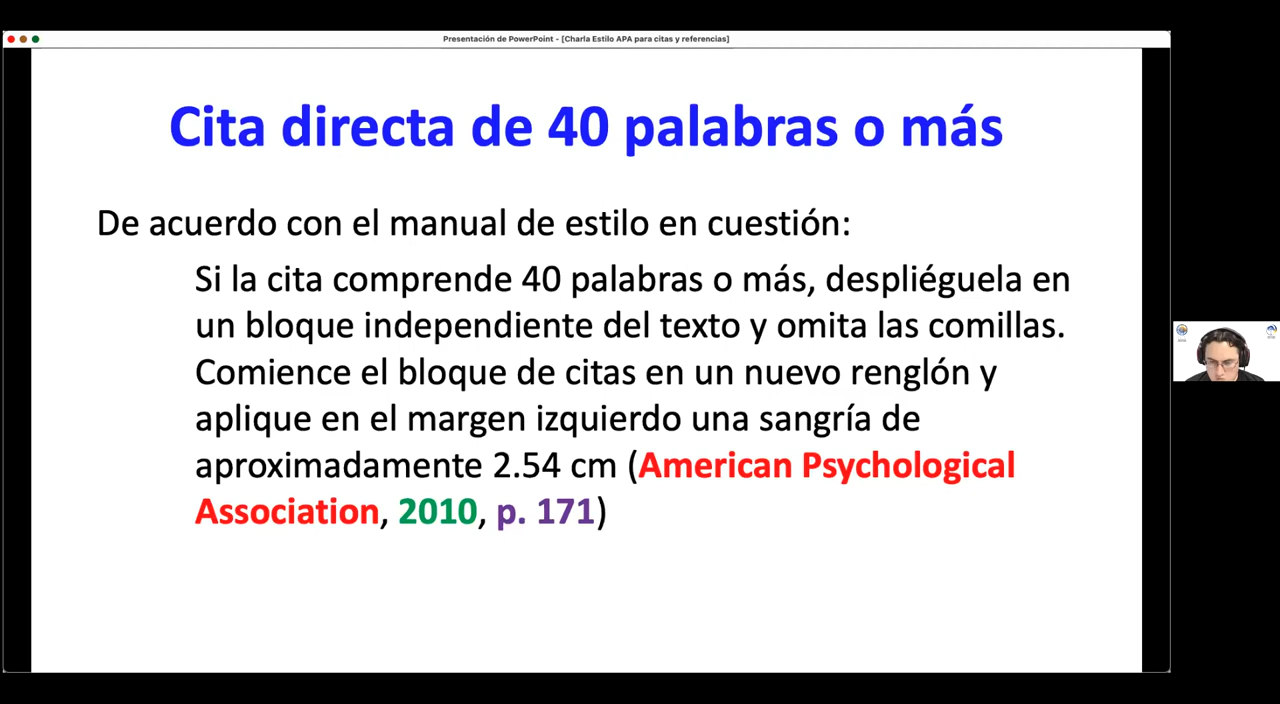 Presentación de PowerPoint - [Charla Estilo APA para citas y referencias]
Cita directa de 40 palabras o más
De acuerdo con el manual de estilo en cuestión:
Si la cita comprende 40 palabras o más, despliéguela en
un bloque independiente del texto y omita las comillas.
Comience el bloque de citas en un nuevo renglón y
aplique en el margen izquierdo una sangría de
aproximadamente 2.54 cm (American Psychological
Association, 2010, p. 171)